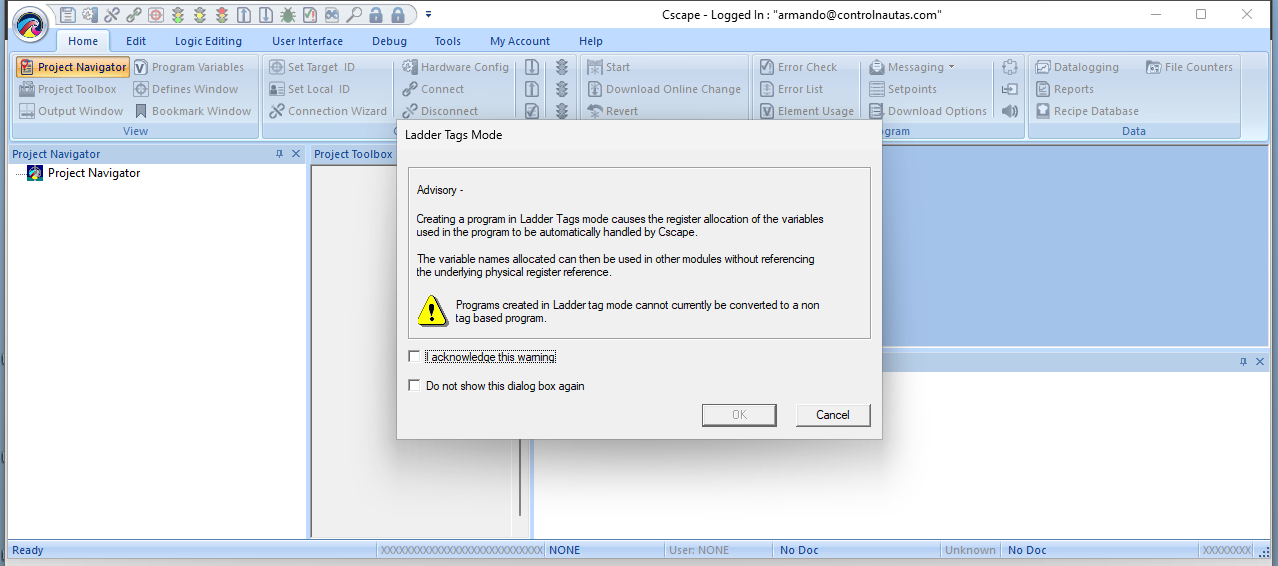 Cscape - Logged In : "armando@controlnautas.com"
Home Edit Logic Editing User Interface Debug Tools My Account Help
Project Navigator Program Variables Set Target ID Hardware Config Start Error Check Messaging Datalogging File Counters
Project Toolbox Defines Window Set Local ID Connect Download Online Change Error List Setpoints Reports
Output Window Bookmark Window Connection Wizard Disconnect Revert Element Usage Download Options Recipe Database
View C ogram Data
Project Navigator Project Toolbox
Project Navigator
Ladder Tags Mode
Advisory -
Creating a program in Ladder Tags mode causes the register allocation of the variables
used in the program to be automatically handled by Cscape.
The variable names allocated can then be used in other modules without referencing
the underlying physical register reference.
Programs created in Ladder tag mode cannot currently be converted to a non
tag based program.
I acknowledge this warning
Do not show this dialog box again
OK Cancel
Ready XXXXXXXXXXXXXXXXXXXXXXXXXXX NONE User: NONE No Doc Unknown No Doc XXXXXXXX